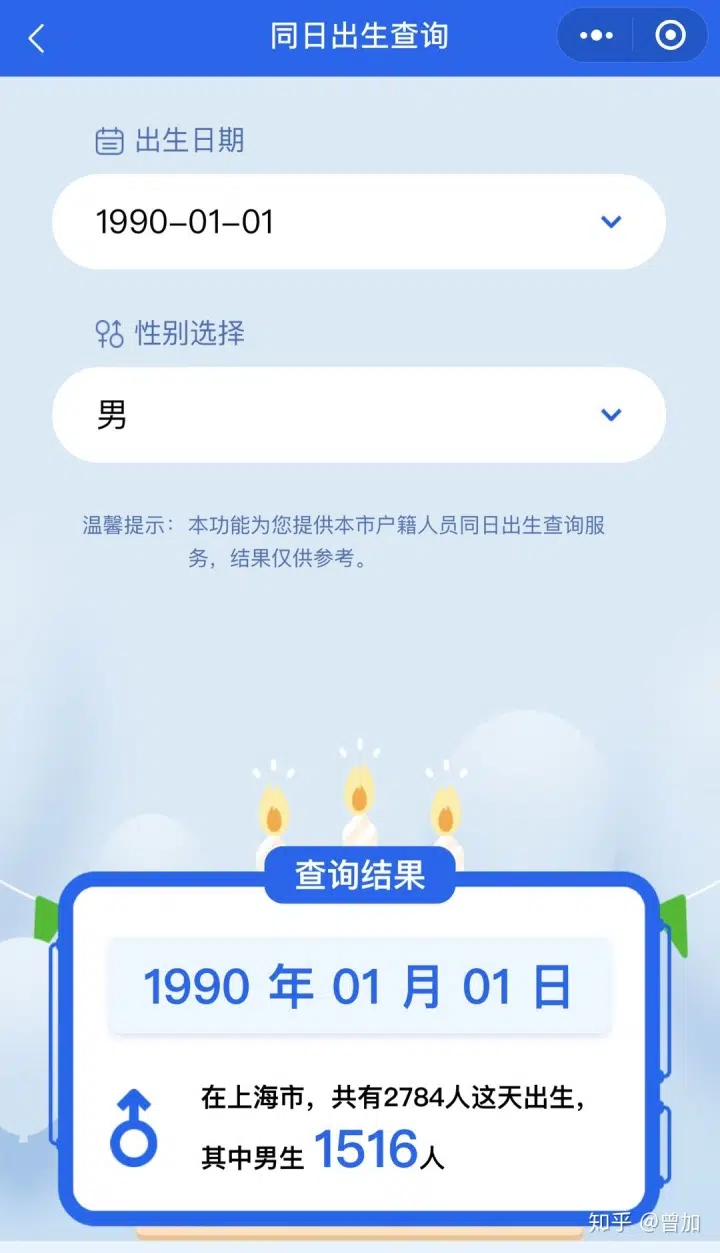 同日出生查询
出生日期
1990-01-01
性别选择
男
温馨提示：本功能为您提供本市户籍人员同日出生查询服
务，结果仅供参考。
查询结果
1990 年 01 月 01 日
在上海市，共有2784人这天出生，
其中男生 1516人
知乎 @曾加